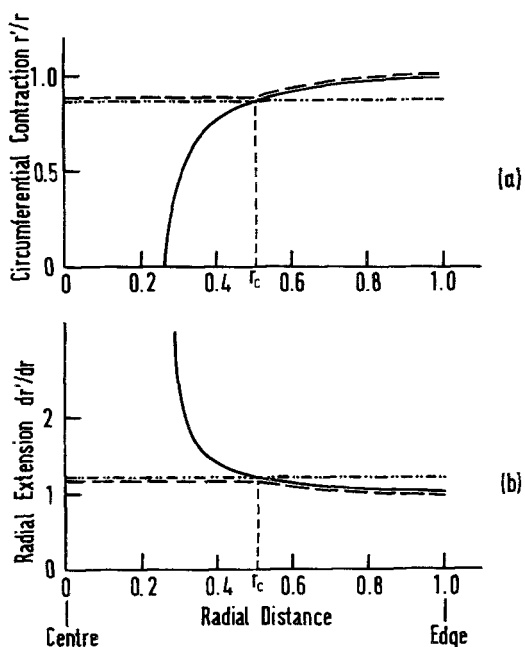 Circumferential Contraction r'/r
1.0
0.5
0
0 0.2 0.4 r_c 0.6 0.8 1.0
(a)
Radial Extension dr'/dr
2
1
0
0 0.2 0.4 r_c 0.6 0.8 1.0
(b)
Radial Distance
Centre
Edge